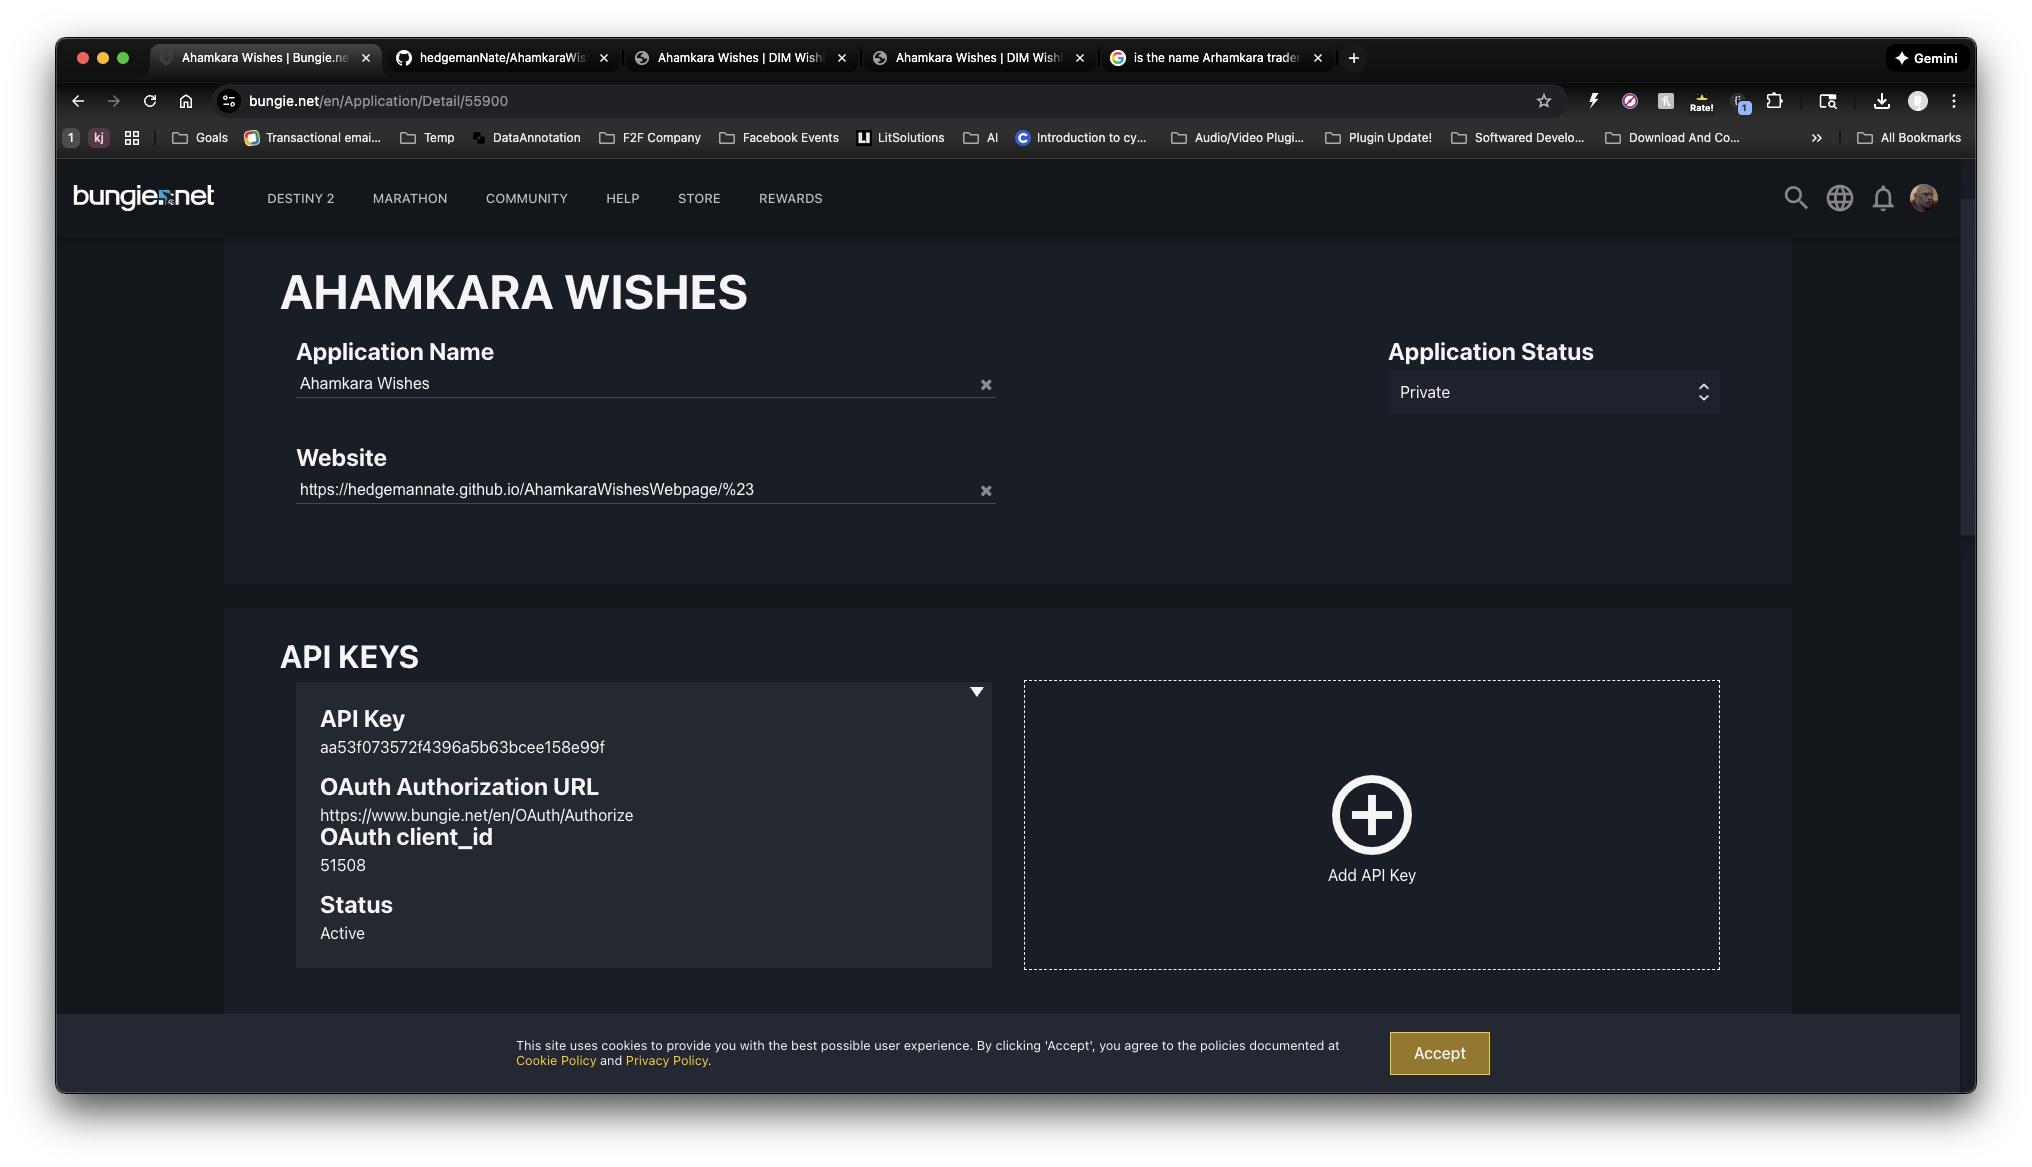 Ahamkara Wishes | Bungie.ne
hedgemanNate/AhamkaraWis
Ahamkara Wishes | DIM Wish
Ahamkara Wishes | DIM Wish
is the name Arhamkara trader
Gemini
bungie.net/en/Application/Detail/55900
Rate!
1
1
kj
Goals
Transactional emai...
Temp
DataAnnotation
F2F Company
Facebook Events
LitSolutions
AI
Introduction to cy...
Audio/Video Plugi...
Plugin Update!
Softwared Develo...
Download And Co...
All Bookmarks
bungie.net
DESTINY 2
MARATHON
COMMUNITY
HELP
STORE
REWARDS
AHAMKARA WISHES
Application Name
Ahamkara Wishes
Application Status
Private
Website
https://hedgemannate.github.io/AhamkaraWishesWebpage/%23
API KEYS
API Key
aa53f073572f4396a5b63bcee158e99f
OAuth Authorization URL
https://www.bungie.net/en/OAuth/Authorize
OAuth client_id
51508
Status
Active
Add API Key
This site uses cookies to provide you with the best possible user experience. By clicking 'Accept', you agree to the policies documented at
Cookie Policy and Privacy Policy.
Accept